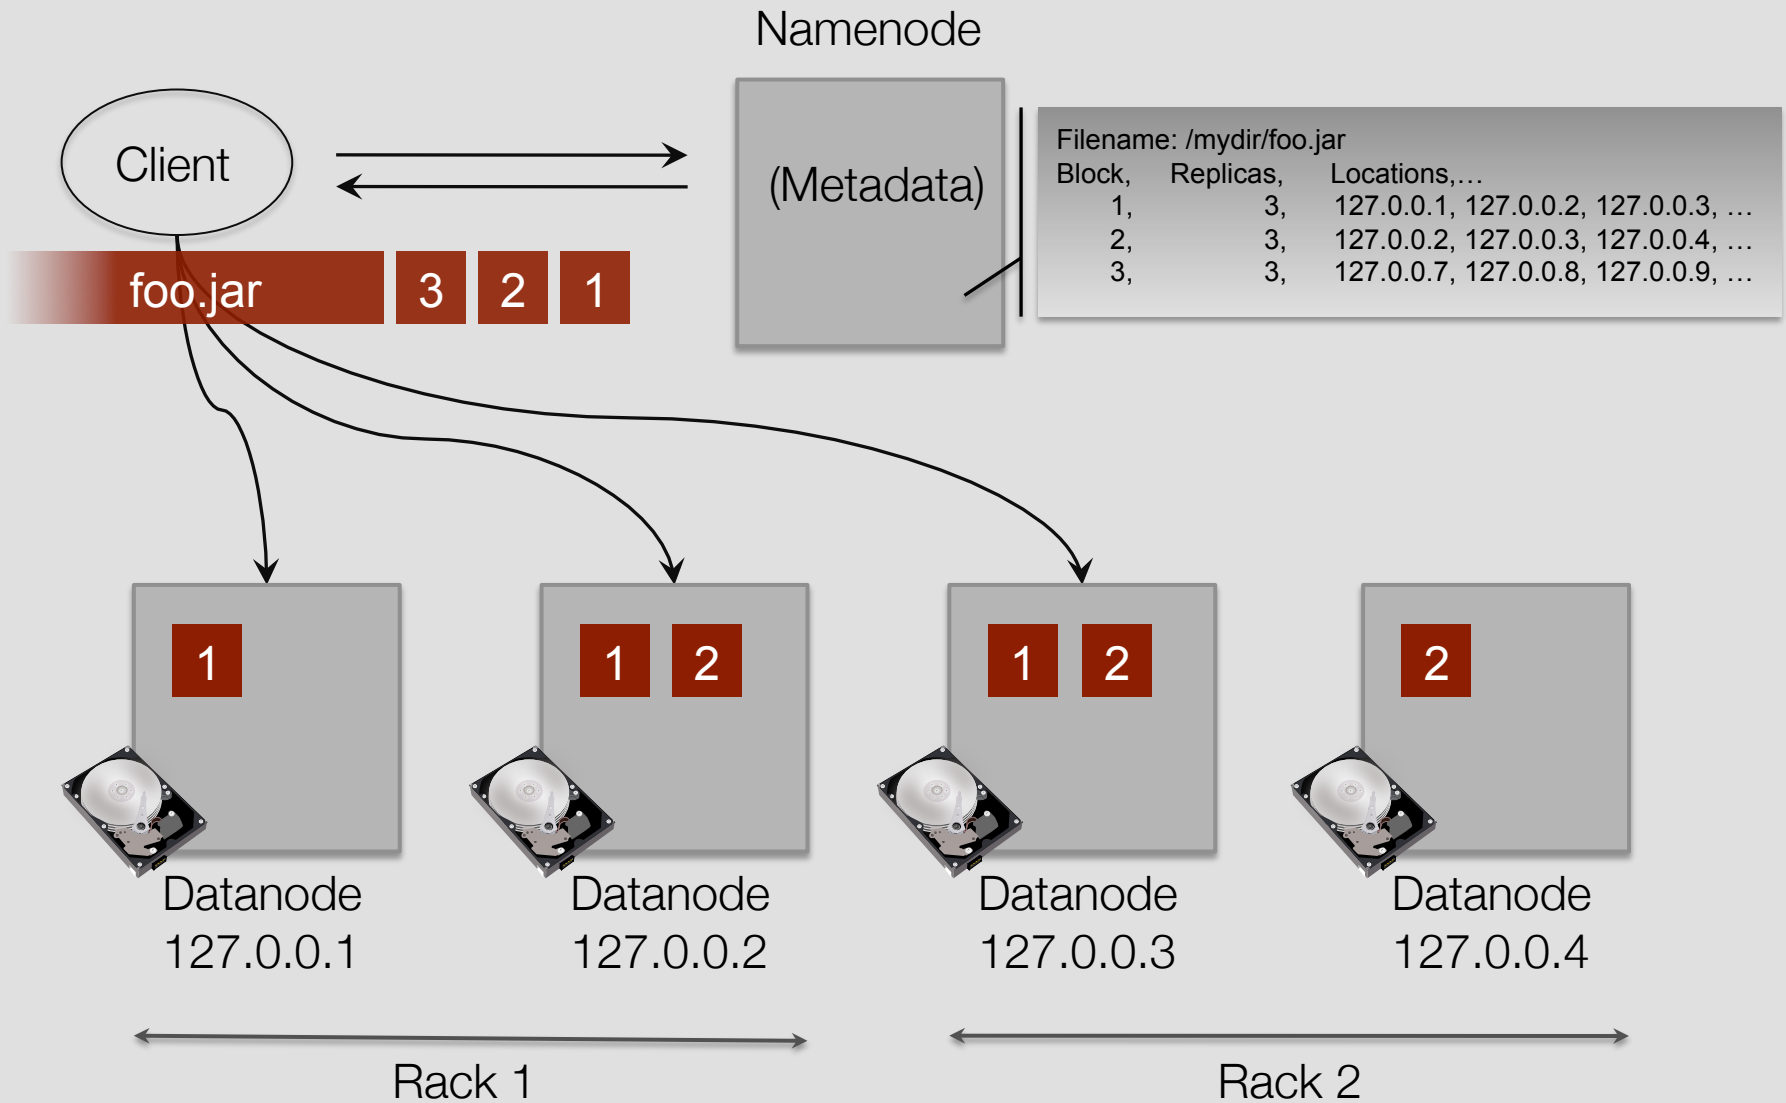 Namenode
Client
(Metadata)
Filename: /mydir/foo.jar
Block, Replicas, Locations,…
1, 3, 127.0.0.1, 127.0.0.2, 127.0.0.3, …
2, 3, 127.0.0.2, 127.0.0.3, 127.0.0.4, …
3, 3, 127.0.0.7, 127.0.0.8, 127.0.0.9, …
foo.jar 3 2 1
1 1 2 1 2 2
Datanode Datanode Datanode Datanode
127.0.0.1 127.0.0.2 127.0.0.3 127.0.0.4
Rack 1 Rack 2